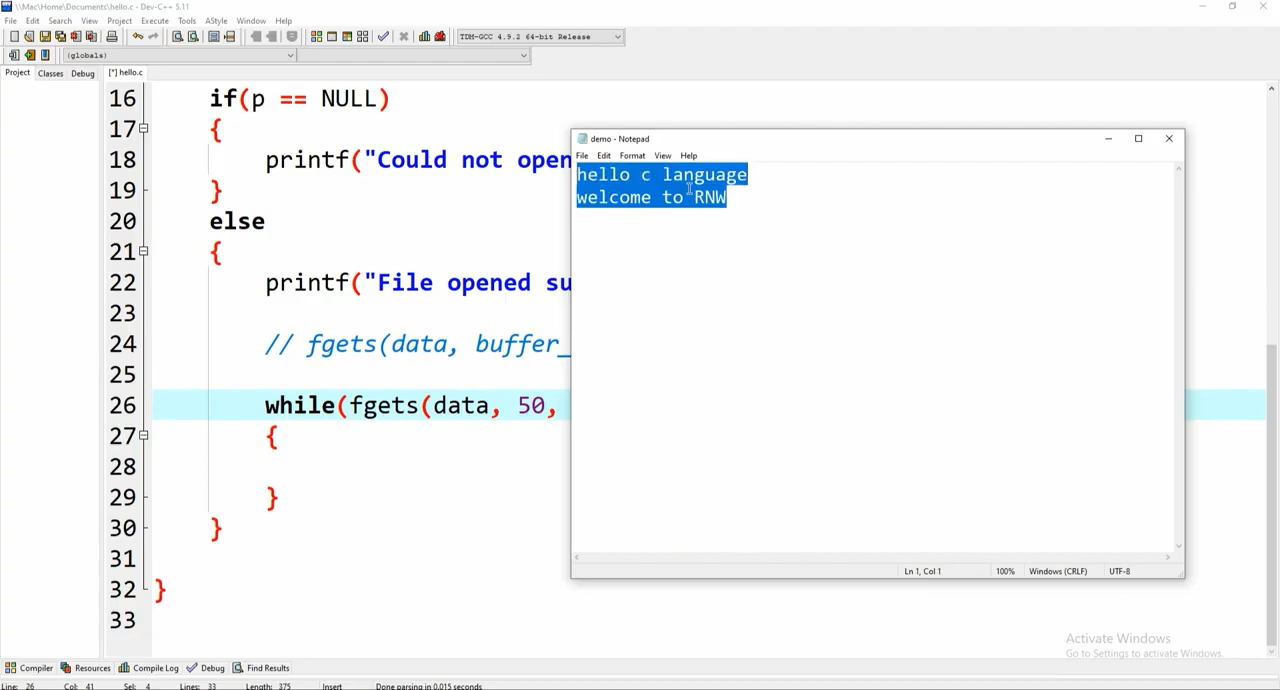 \\Mac\Home\Documents\hello.c - Dev-C++ 5.11
File Edit Search View Project Execute Tools AStyle Window Help
TDM-GCC 4.9.2 64-bit Release
(globals)
Project Classes Debug [*] hello.c
16 if(p == NULL)
17 {
18 printf("Could not open
19 }
20 else
21 {
22 printf("File opened su
23
24 // fgets(data, buffer_
25
26 while(fgets(data, 50,
27 {
28
29 }
30 }
31
32 }
33
demo - Notepad
File Edit Format View Help
hello c language
welcome to RNW
Ln 1, Col 1 100% Windows (CRLF) UTF-8
Activate Windows
Go to Settings to activate Windows.
Compiler Resources Compile Log Debug Find Results
Line: 26 Col: 41 Sel: 4 Lines: 33 Length: 375 Insert Done parsing in 0.015 seconds